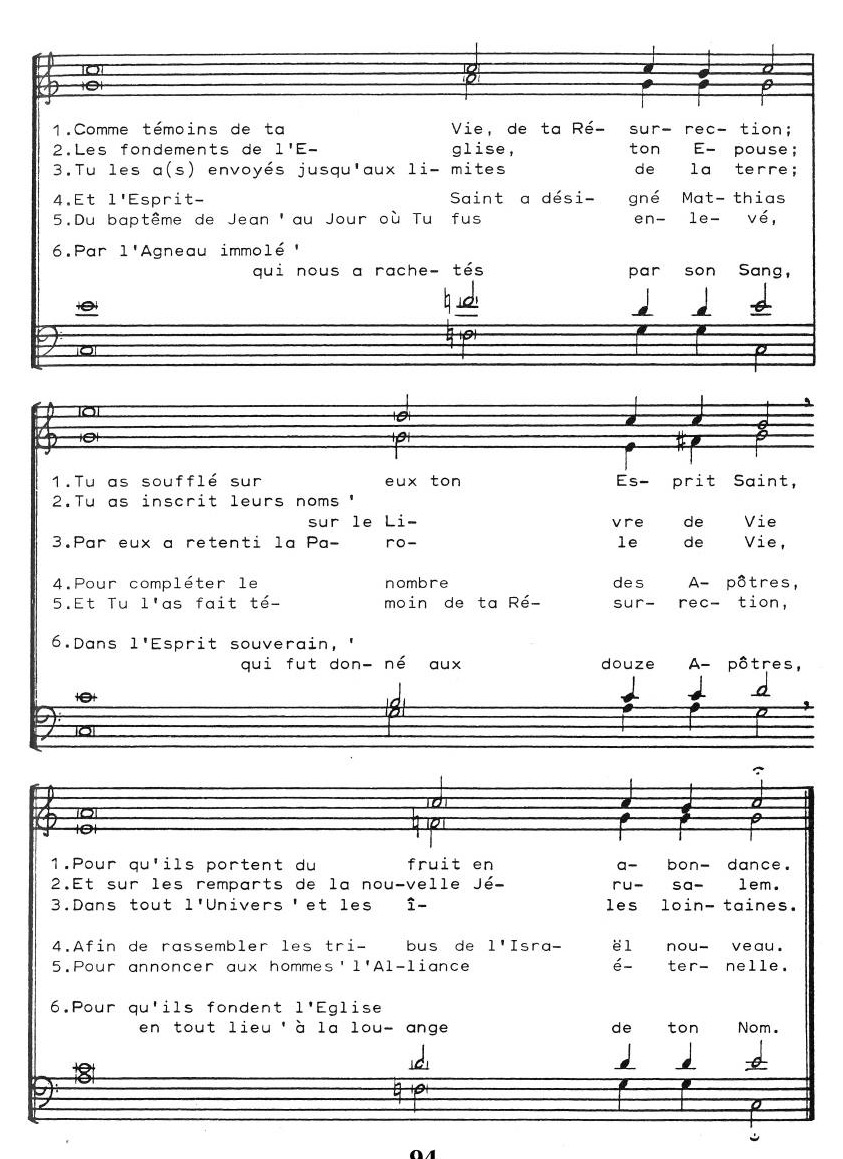 1.Comme témoins de ta Vie, de ta Ré- sur- rec- tion;
2.Les fondements de l'E- glise, ton E- pouse;
3.Tu les a(s) envoyés jusqu'aux li- mites de la terre;
4.Et l'Esprit- Saint a dési- gné Mat- thias
5.Du baptême de Jean ' au Jour où Tu fus en- le- vé,
6.Par l'Agneau immolé '
qui nous a rache- tés par son Sang,
1.Tu as soufflé sur eux ton Es- prit Saint,
2.Tu as inscrit leurs noms '
sur le Li- vre de Vie
3.Par eux a retenti la Pa- ro- le de Vie,
4.Pour compléter le nombre des A- pôtres,
5.Et Tu l'as fait té- moin de ta Ré- sur- rec- tion,
6.Dans l'Esprit souverain, '
qui fut don- né aux douze A- pôtres,
1.Pour qu'ils portent du fruit en a- bon- dance.
2.Et sur les remparts de la nou-velle Jé- ru- sa- lem.
3.Dans tout l'Univers ' et les î- les loin- taines.
4.Afin de rassembler les tri- bus de l'Isra- ël nou- veau.
5.Pour annoncer aux hommes ' l'Al-liance é- ter- nelle.
6.Pour qu'ils fondent l'Eglise
en tout lieu ' à la lou- ange de ton Nom.
94